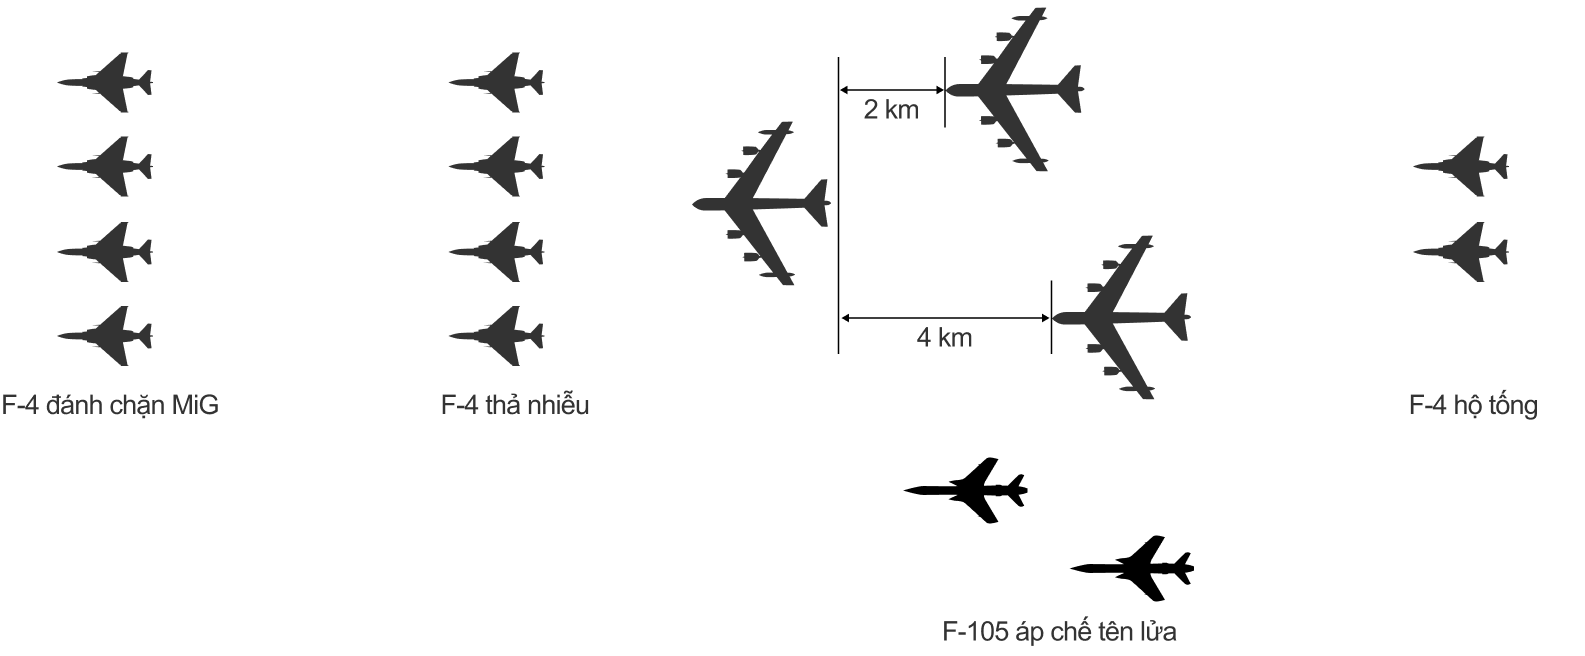 2 km
4 km
F-4 đánh chặn MiG
F-4 thả nhiễu
F-4 hộ tống
F-105 áp chế tên lửa